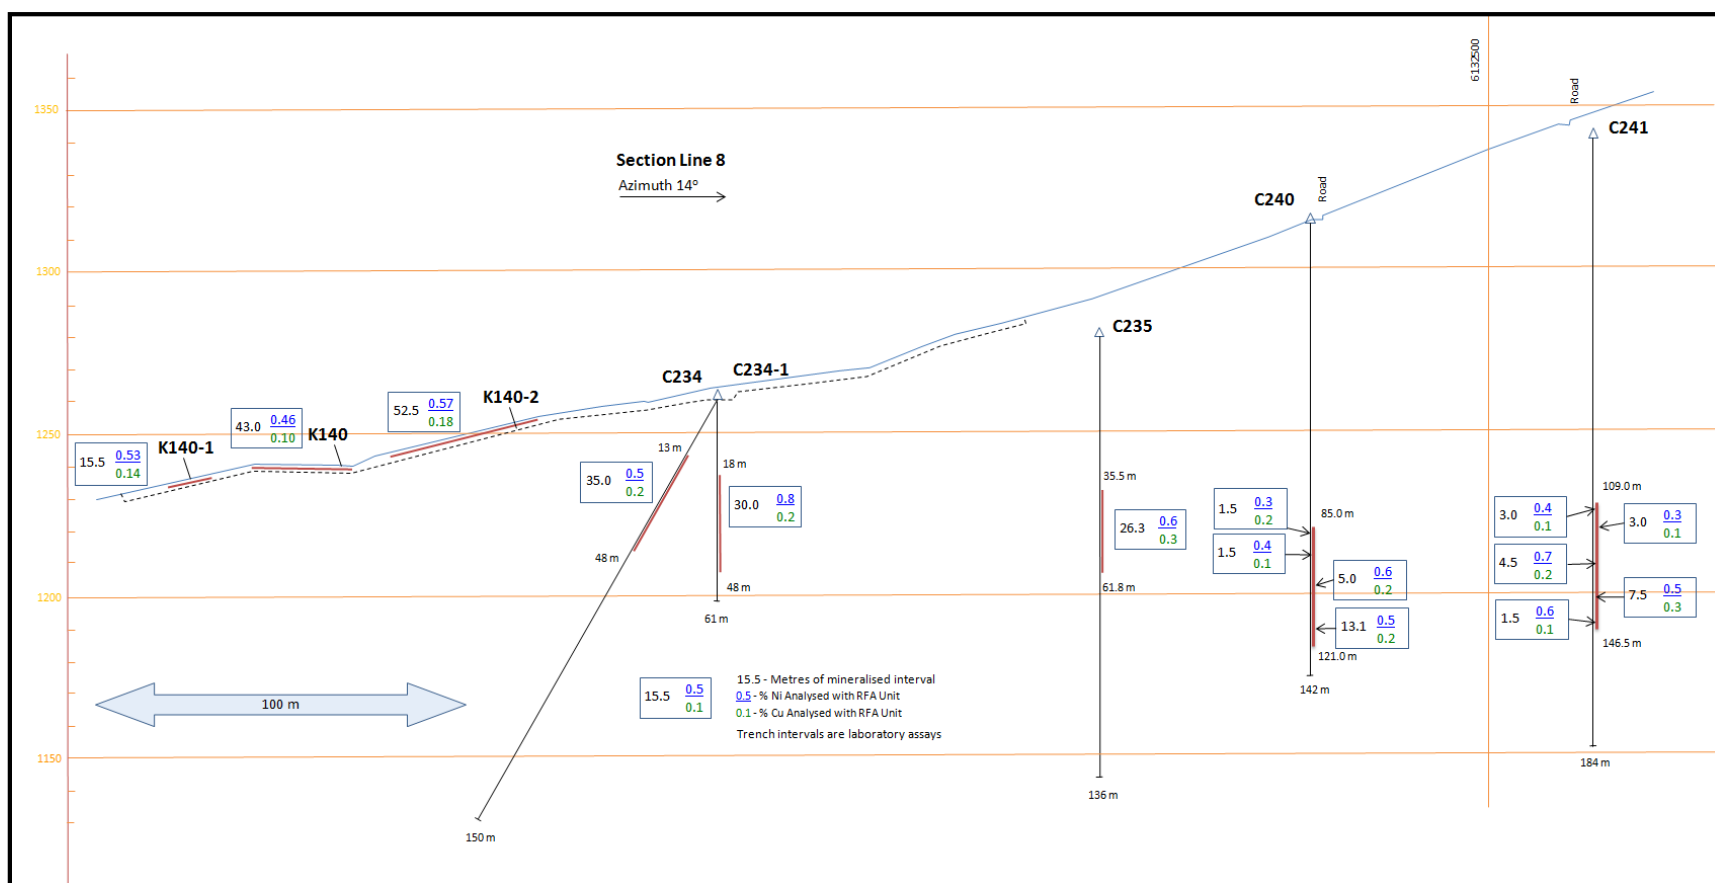 6132500
Road
1350
C241
Section Line 8
Azimuth 14°
Road
C240
1300
C235
C234
C234-1
K140-2
52.5 0.57
0.18
43.0 0.46
0.10
K140
1250
K140-1
15.5 0.53
0.14
13 m
18 m
35.0 0.5
0.2
30.0 0.8
0.2
48 m
48 m
61 m
150 m
35.5 m
26.3 0.6
0.3
61.8 m
136 m
1.5 0.3
0.2
85.0 m
1.5 0.4
0.1
5.0 0.6
0.2
13.1 0.5
0.2
121.0 m
142 m
109.0 m
3.0 0.4
0.1
3.0 0.3
0.1
4.5 0.7
0.2
7.5 0.5
0.3
1.5 0.6
0.1
146.5 m
184 m
1200
100 m
15.5 0.5
0.1
15.5 - Metres of mineralised interval
0.5 - % Ni Analysed with RFA Unit
0.1 - % Cu Analysed with RFA Unit
Trench intervals are laboratory assays
1150